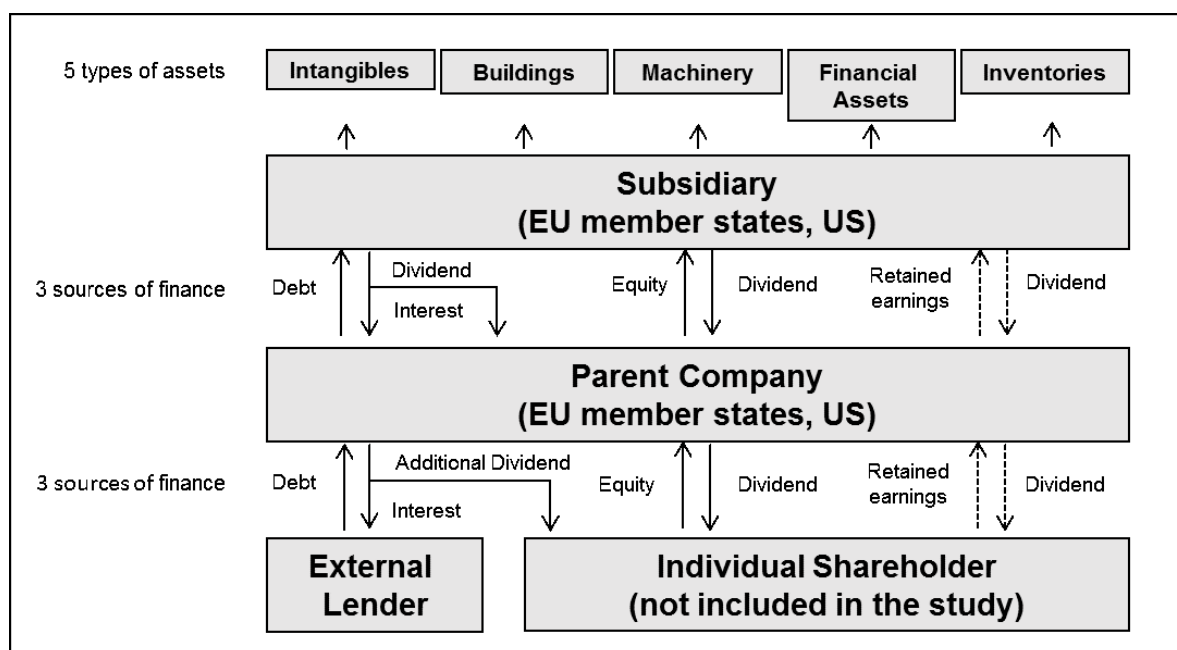 5 types of assets
Intangibles
Buildings
Machinery
Financial
Assets
Inventories
Subsidiary
(EU member states, US)
3 sources of finance
Debt
Dividend
Interest
Equity
Dividend
Retained
earnings
Dividend
Parent Company
(EU member states, US)
3 sources of finance
Debt
Additional Dividend
Interest
Equity
Dividend
Retained
earnings
Dividend
External
Lender
Individual Shareholder
(not included in the study)